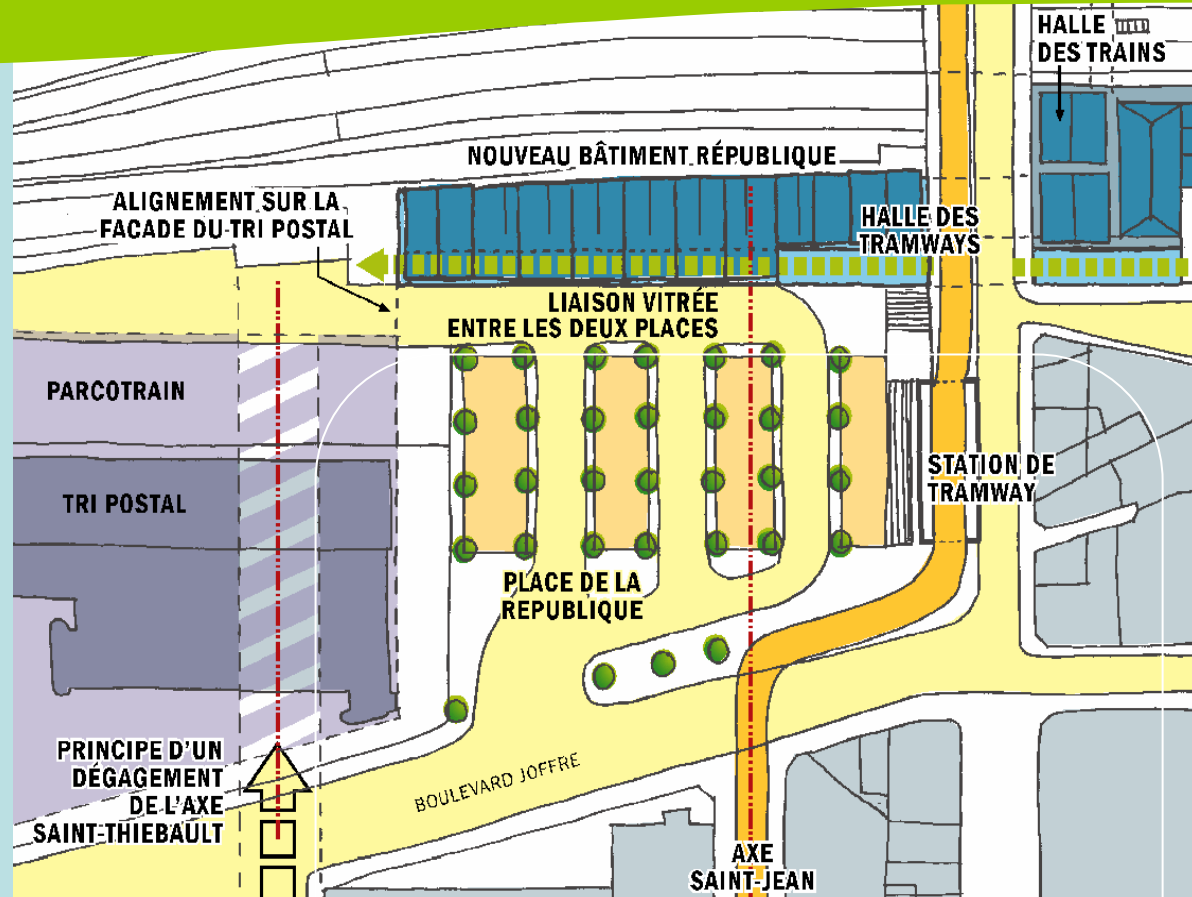 HALLE
DES TRAINS
NOUVEAU BÂTIMENT RÉPUBLIQUE
ALIGNEMENT SUR LA
FACADE DU TRI POSTAL
HALLE DES
TRAMWAYS
LIAISON VITRÉE
ENTRE LES DEUX PLACES
PARCOTRAIN
STATION DE
TRAMWAY
TRI POSTAL
PLACE DE LA
REPUBLIQUE
PRINCIPE D'UN
DÉGAGEMENT
DE L'AXE
SAINT-THIEBAULT
BOULEVARD JOFFRE
AXE
SAINT-JEAN